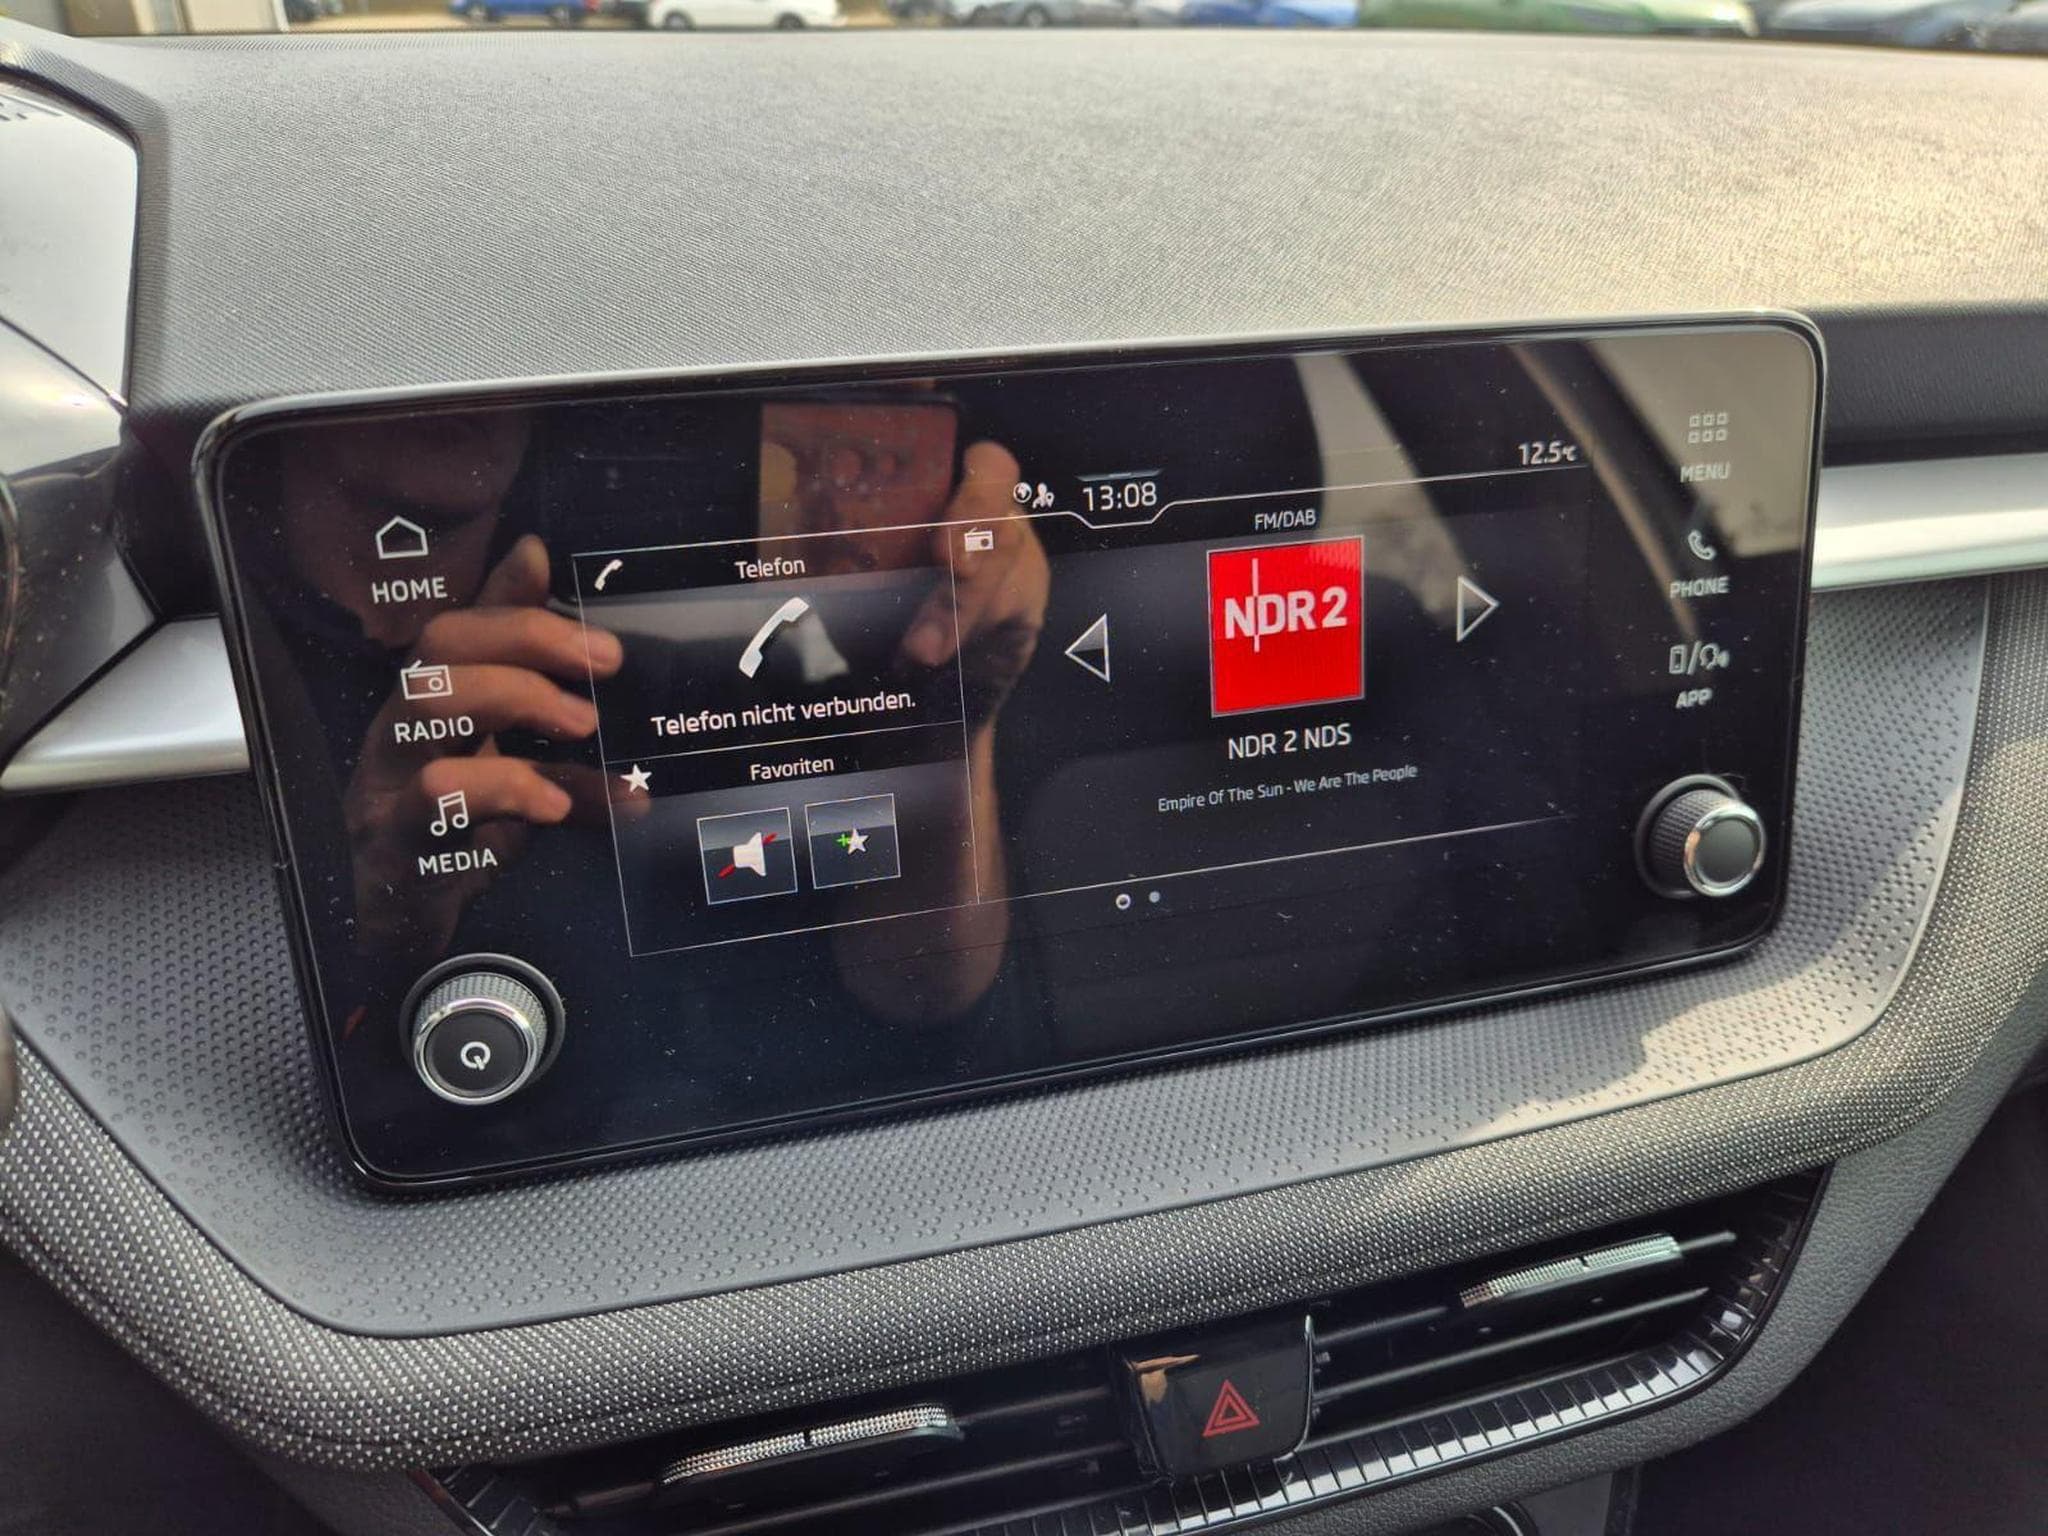 12.5°C
13:08
MENU
HOME
Telefon
FM/DAB
NDR 2
PHONE
Telefon nicht verbunden.
RADIO
NDR 2 NDS
APP
Favoriten
Empire Of The Sun - We Are The People
MEDIA